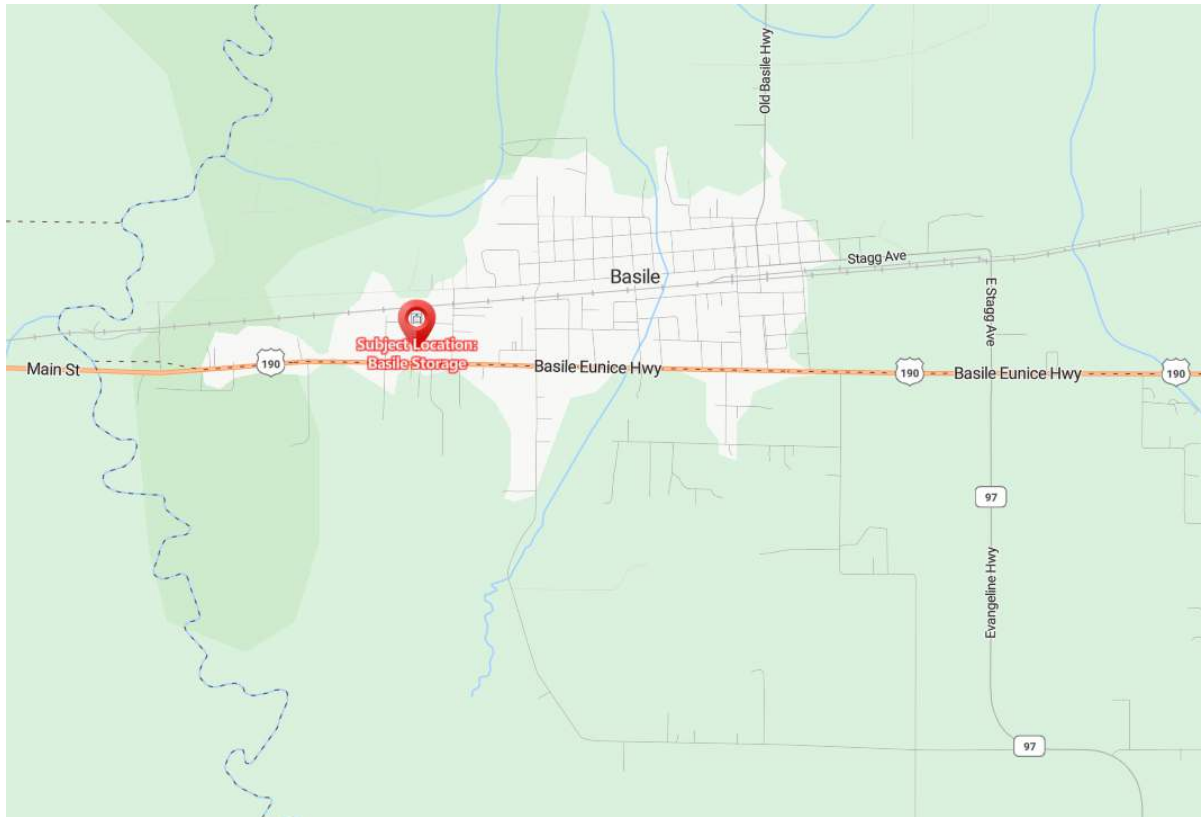 Old Basile Hwy
Stagg Ave
Basile
E Stagg Ave
Subject Location:
Basile Storage
190
Main St
Basile Eunice Hwy
190
Basile Eunice Hwy
190
97
Evangeline Hwy
97